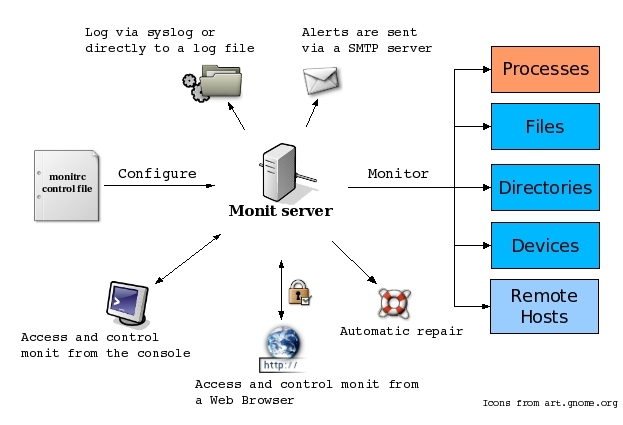 Log via syslog or
directly to a log file
Alerts are sent
via a SMTP server
Processes
Files
monitrc
control file
Configure
Monit server
Monitor
Directories
Devices
Remote
Hosts
Access and control
monit from the console
http://
Access and control monit from
a Web Browser
Automatic repair
Icons from art.gnome.org